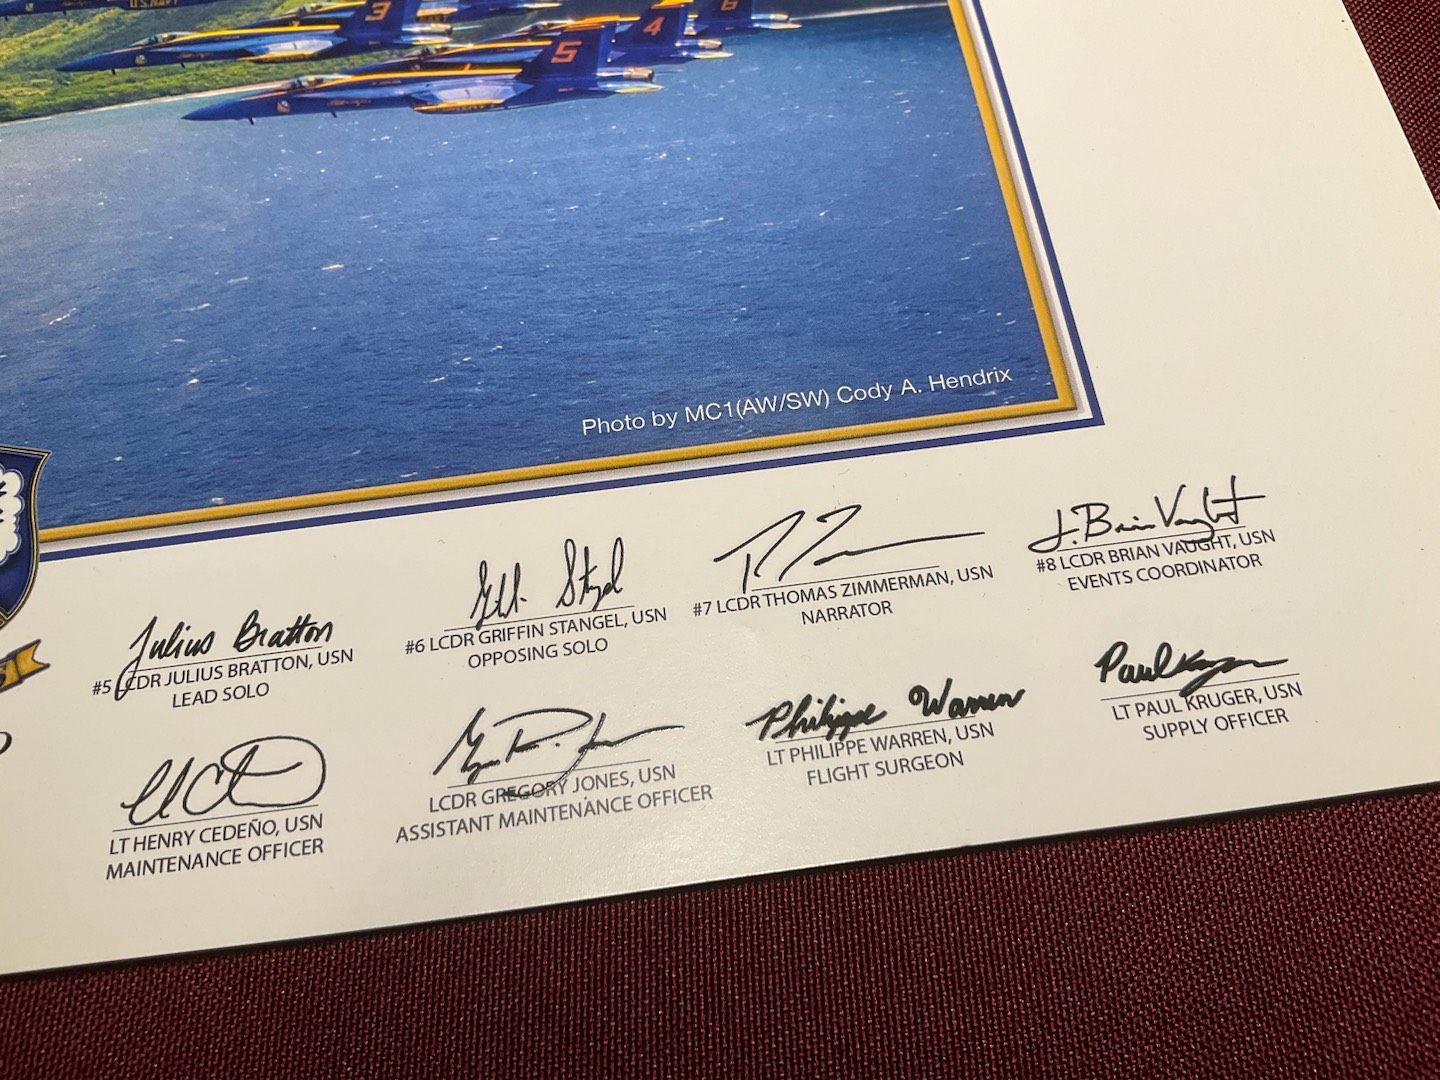 U.S. NAVY
3
4
6
5
Photo by MC1(AW/SW) Cody A. Hendrix
Julius Bratton
#5 LCDR JULIUS BRATTON, USN
LEAD SOLO
#6 LCDR GRIFFIN STANGEL, USN
OPPOSING SOLO
#7 LCDR THOMAS ZIMMERMAN, USN
NARRATOR
J. Brian Vaught
#8 LCDR BRIAN VAUGHT, USN
EVENTS COORDINATOR
LT HENRY CEDEÑO, USN
MAINTENANCE OFFICER
LCDR GREGORY JONES, USN
ASSISTANT MAINTENANCE OFFICER
Philippe Warren
LT PHILIPPE WARREN, USN
FLIGHT SURGEON
Paul Kruger
LT PAUL KRUGER, USN
SUPPLY OFFICER